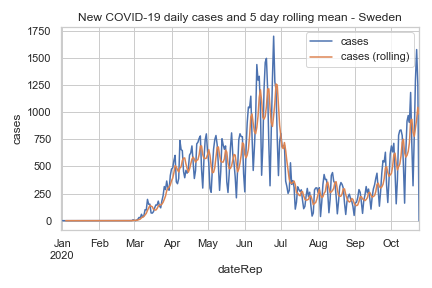 New COVID-19 daily cases and 5 day rolling mean - Sweden
cases
cases (rolling)
1750
1500
1250
1000
750
500
250
0
cases
Jan Feb Mar Apr May Jun Jul Aug Sep Oct
2020
dateRep